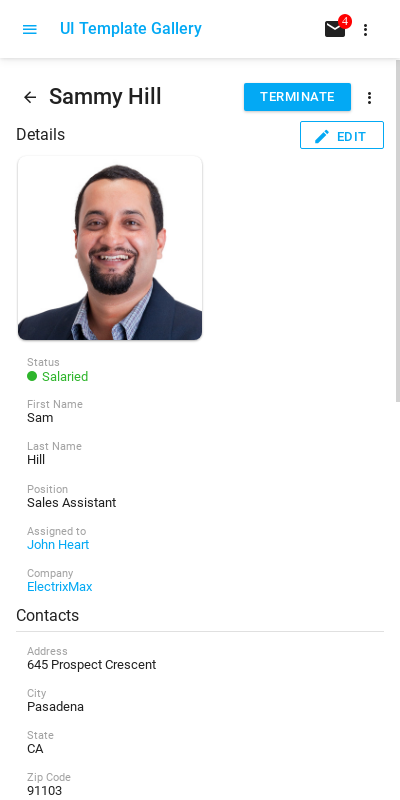 UI Template Gallery
4
Sammy Hill
TERMINATE
Details
EDIT
Status
Salaried
First Name
Sam
Last Name
Hill
Position
Sales Assistant
Assigned to
John Heart
Company
ElectrixMax
Contacts
Address
645 Prospect Crescent
City
Pasadena
State
CA
Zip Code
91103